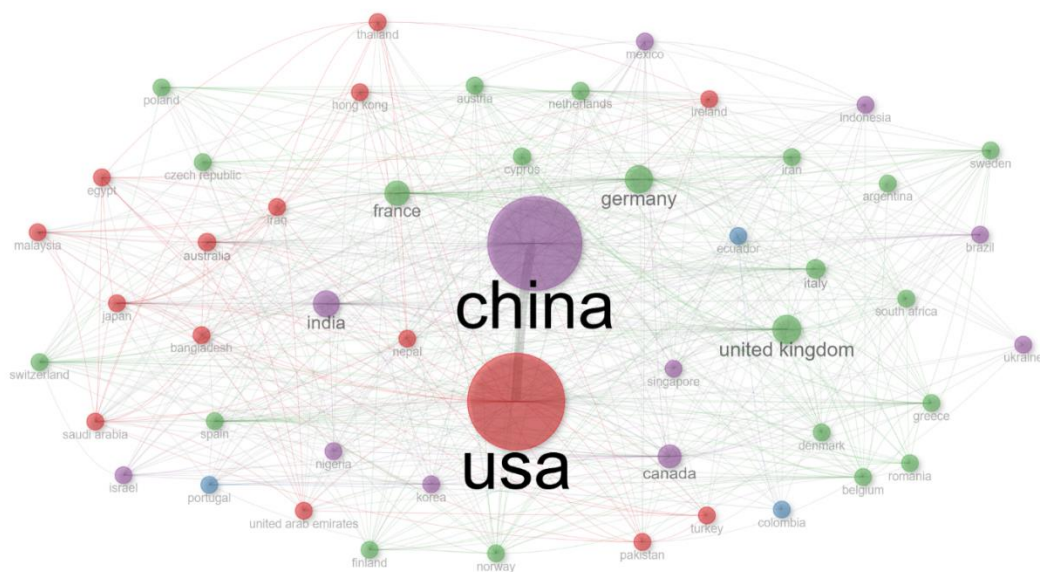 thailand
mexico
poland
hong kong
austria
netherlands
ireland
indonesia
czech republic
cyprus
iran
sweden
egypt
france
germany
argentina
iraq
malaysia
australia
ecuador
brazil
italy
china
japan
india
south africa
bangladesh
nepal
united kingdom
ukraine
switzerland
singapore
saudi arabia
spain
usa
greece
denmark
nigeria
canada
romania
israel
portugal
korea
belgium
united arab emirates
turkey
colombia
finland
norway
pakistan